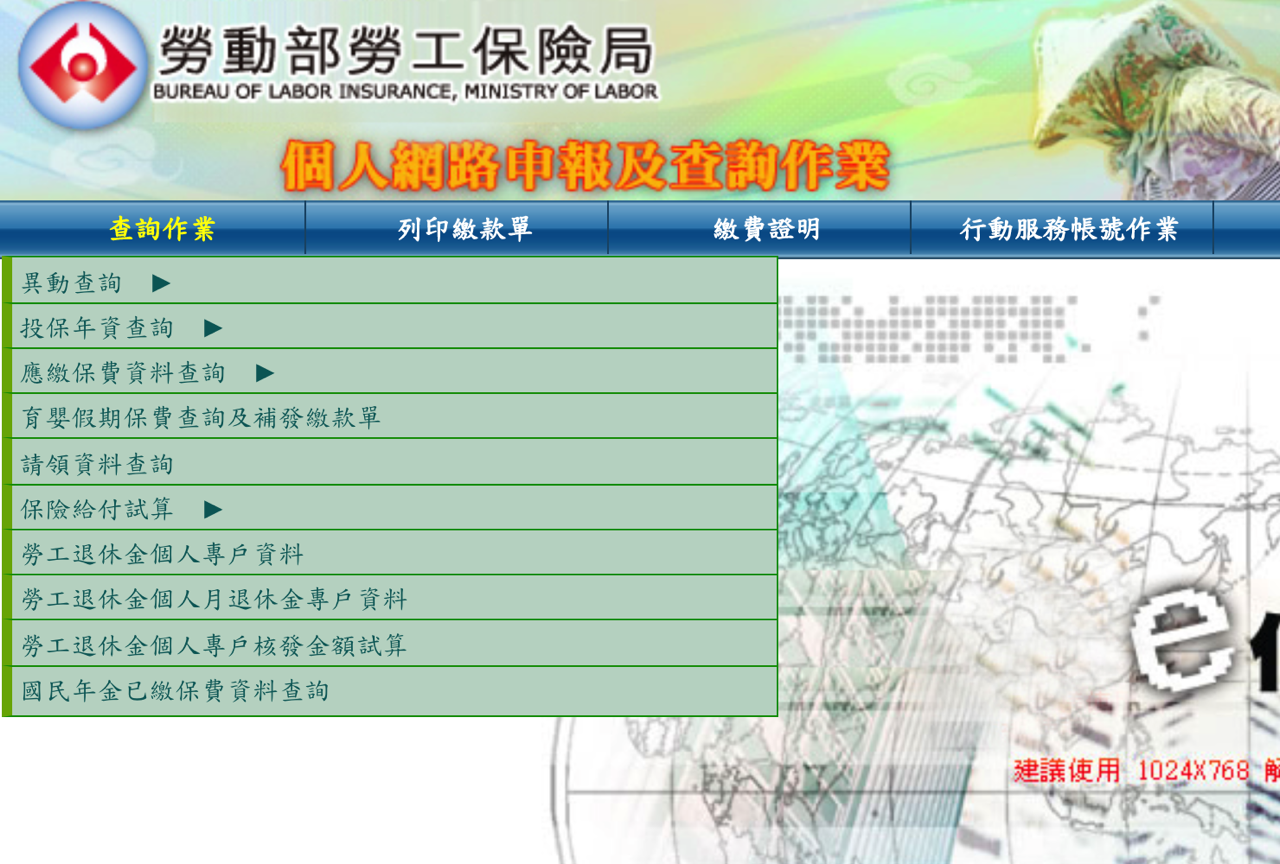 勞動部勞工保險局
BUREAU OF LABOR INSURANCE, MINISTRY OF LABOR
個人網路申報及查詢作業
查詢作業 列印繳款單 繳費證明 行動服務帳號作業
異動查詢 ▶
投保年資查詢 ▶
應繳保費資料查詢 ▶
育嬰假期保費查詢及補發繳款單
請領資料查詢
保險給付試算 ▶
勞工退休金個人專戶資料
勞工退休金個人月退休金專戶資料
勞工退休金個人專戶核發金額試算
國民年金已繳保費資料查詢
e
建議使用 1024X768